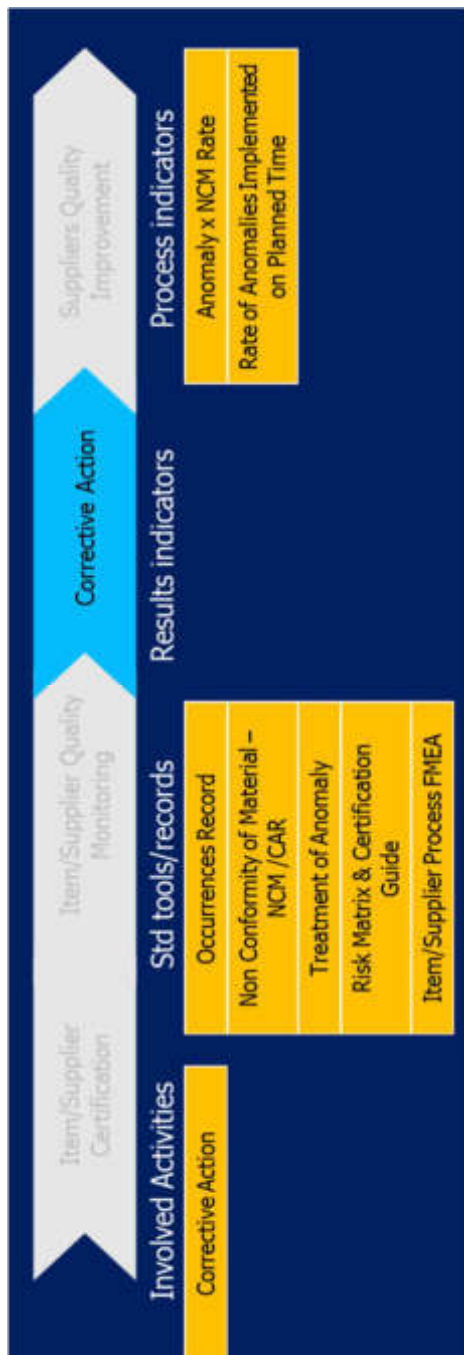 Item/Supplier
Certification
Item/Supplier Quality
Monitoring
Corrective Action
Suppliers Quality
Improvement
Involved Activities
Corrective Action
Std tools/records
Occurrences Record
Non Conformity of Material –
NCM /CAR
Treatment of Anomaly
Risk Matrix & Certification
Guide
Item/Supplier Process FMEA
Results indicators
Process indicators
Anomaly x NCM Rate
Rate of Anomalies Implemented
on Planned Time